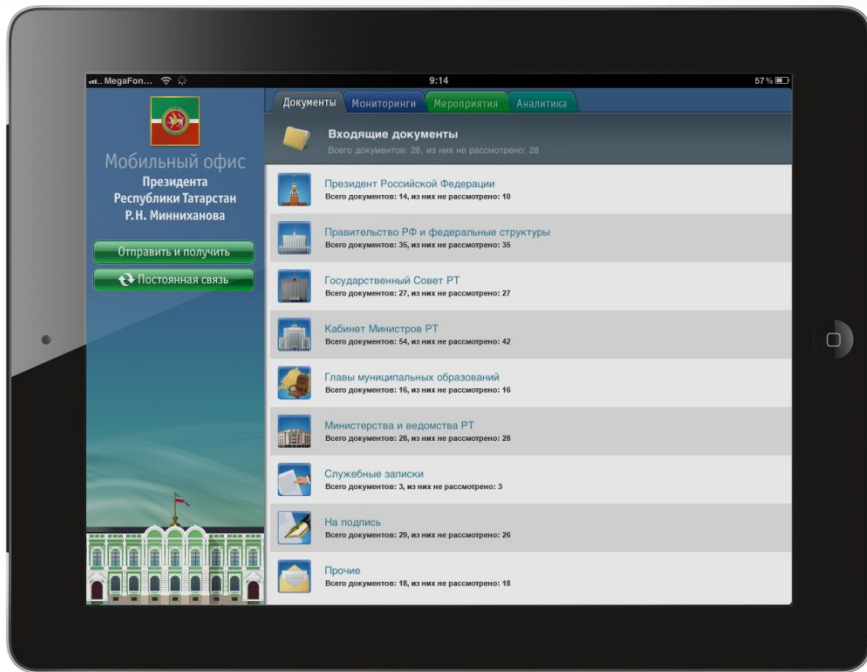 MegaFon...
9:14
57 %
Мобильный офис
Президента
Республики Татарстан
Р.Н. Минниханова
Отправить и получить
Постоянная связь
Документы
Мониторинги
Мероприятия
Аналитика
Входящие документы
Всего документов: 28, из них не рассмотрено: 28
Президент Российской Федерации
Всего документов: 14, из них не рассмотрено: 10
Правительство РФ и федеральные структуры
Всего документов: 35, из них не рассмотрено: 35
Государственный Совет РТ
Всего документов: 27, из них не рассмотрено: 27
Кабинет Министров РТ
Всего документов: 54, из них не рассмотрено: 42
Главы муниципальных образований
Всего документов: 16, из них не рассмотрено: 16
Министерства и ведомства РТ
Всего документов: 28, из них не рассмотрено: 28
Служебные записки
Всего документов: 3, из них не рассмотрено: 3
На подпись
Всего документов: 29, из них не рассмотрено: 26
Прочие
Всего документов: 18, из них не рассмотрено: 18